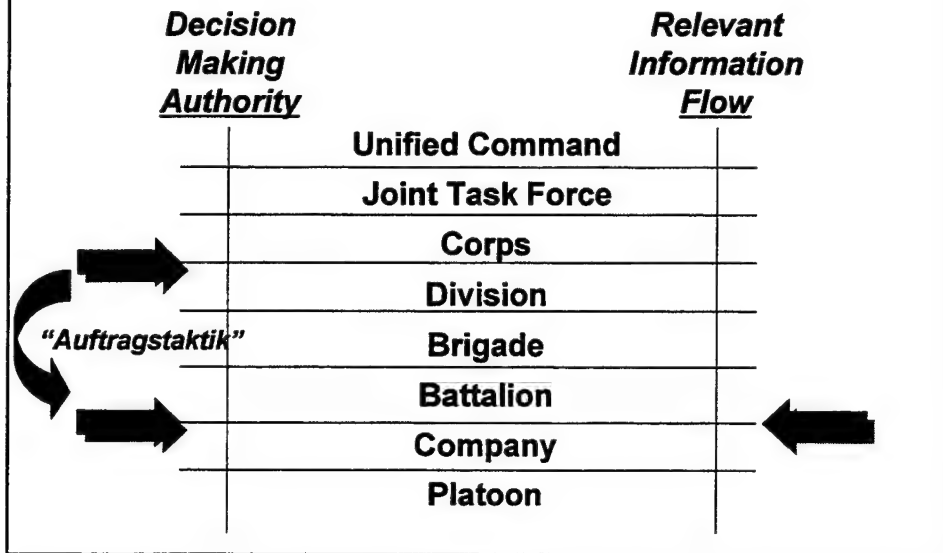 Decision
Making
Authority
Relevant
Information
Flow
Unified Command
Joint Task Force
Corps
Division
"Auftragstaktik"
Brigade
Battalion
Company
Platoon